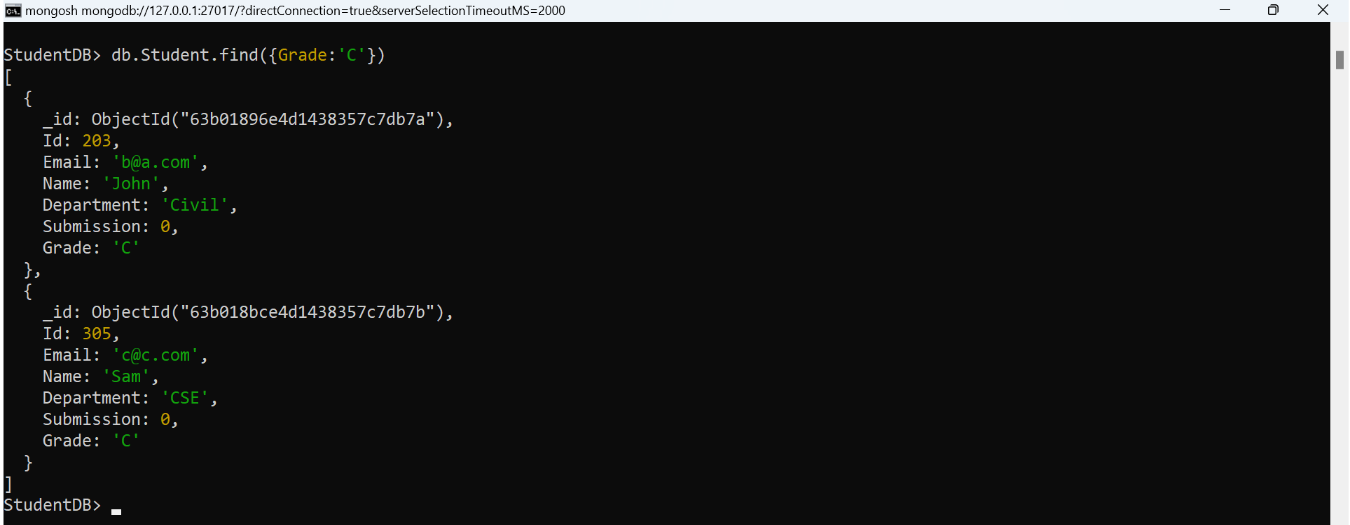 mongosh mongodb://127.0.0.1:27017/?directConnection=true&serverSelectionTimeoutMS=2000
StudentDB> db.Student.find({Grade:'C'})
[
  {
    _id: ObjectId("63b01896e4d1438357c7db7a"),
    Id: 203,
    Email: 'b@a.com',
    Name: 'John',
    Department: 'Civil',
    Submission: 0,
    Grade: 'C'
  },
  {
    _id: ObjectId("63b018bce4d1438357c7db7b"),
    Id: 305,
    Email: 'c@c.com',
    Name: 'Sam',
    Department: 'CSE',
    Submission: 0,
    Grade: 'C'
  }
]
StudentDB>